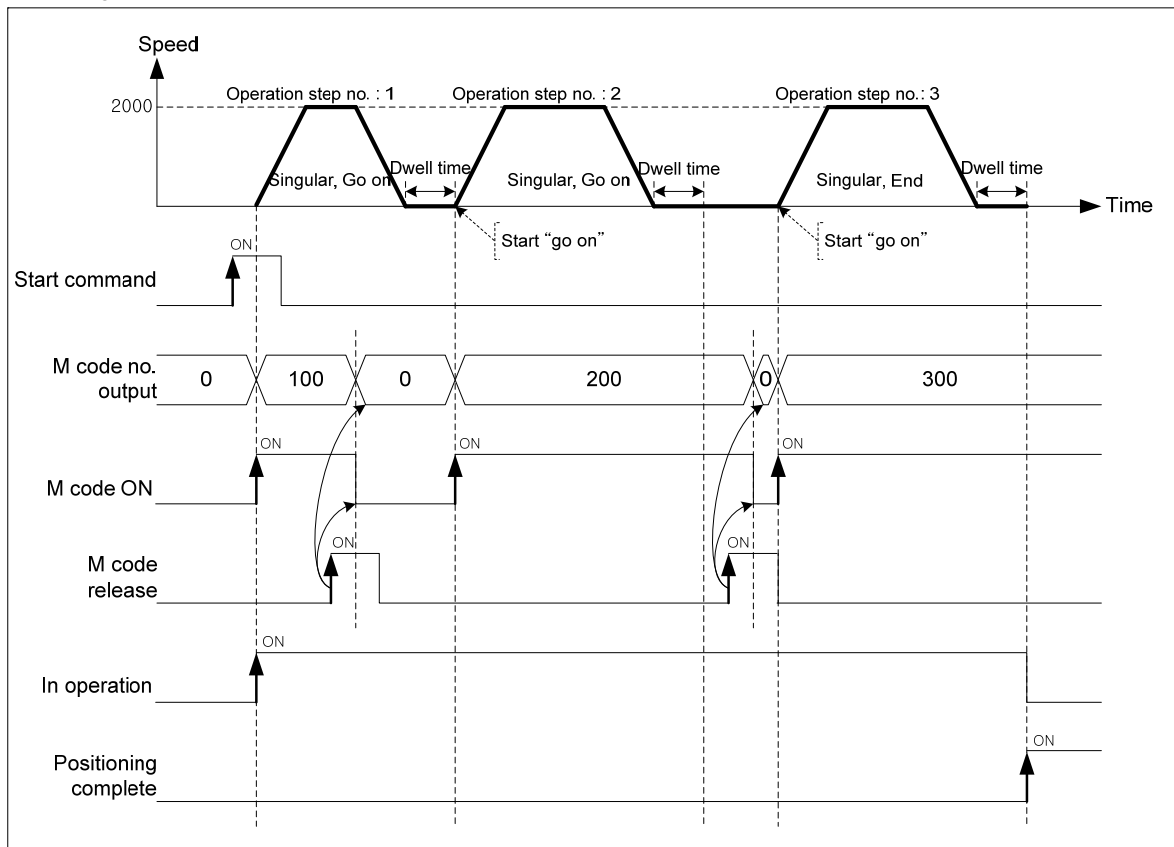 Speed
2000
Operation step no. : 1
Operation step no. : 2
Operation step no.: 3
Dwell time
Dwell time
Dwell time
Singular, Go on
Singular, Go on
Singular, End
Time
Start “go on”
Start “go on”
Start command
ON
M code no.
output
0
100
0
200
0
300
M code ON
ON
ON
ON
M code
release
ON
ON
In operation
ON
Positioning
complete
ON